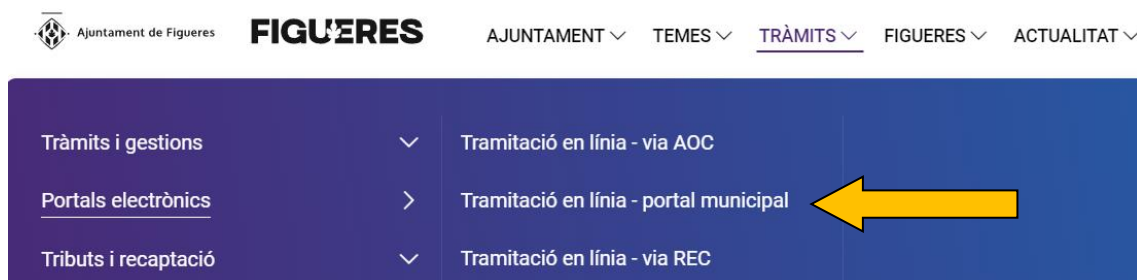 Ajuntament de Figueres FIGUERES AJUNTAMENT TEMES TRÀMITS FIGUERES ACTUALITAT
Tràmits i gestions
Portals electrònics
Tributs i recaptació
Tramitació en línia - via AOC
Tramitació en línia - portal municipal
Tramitació en línia - via REC